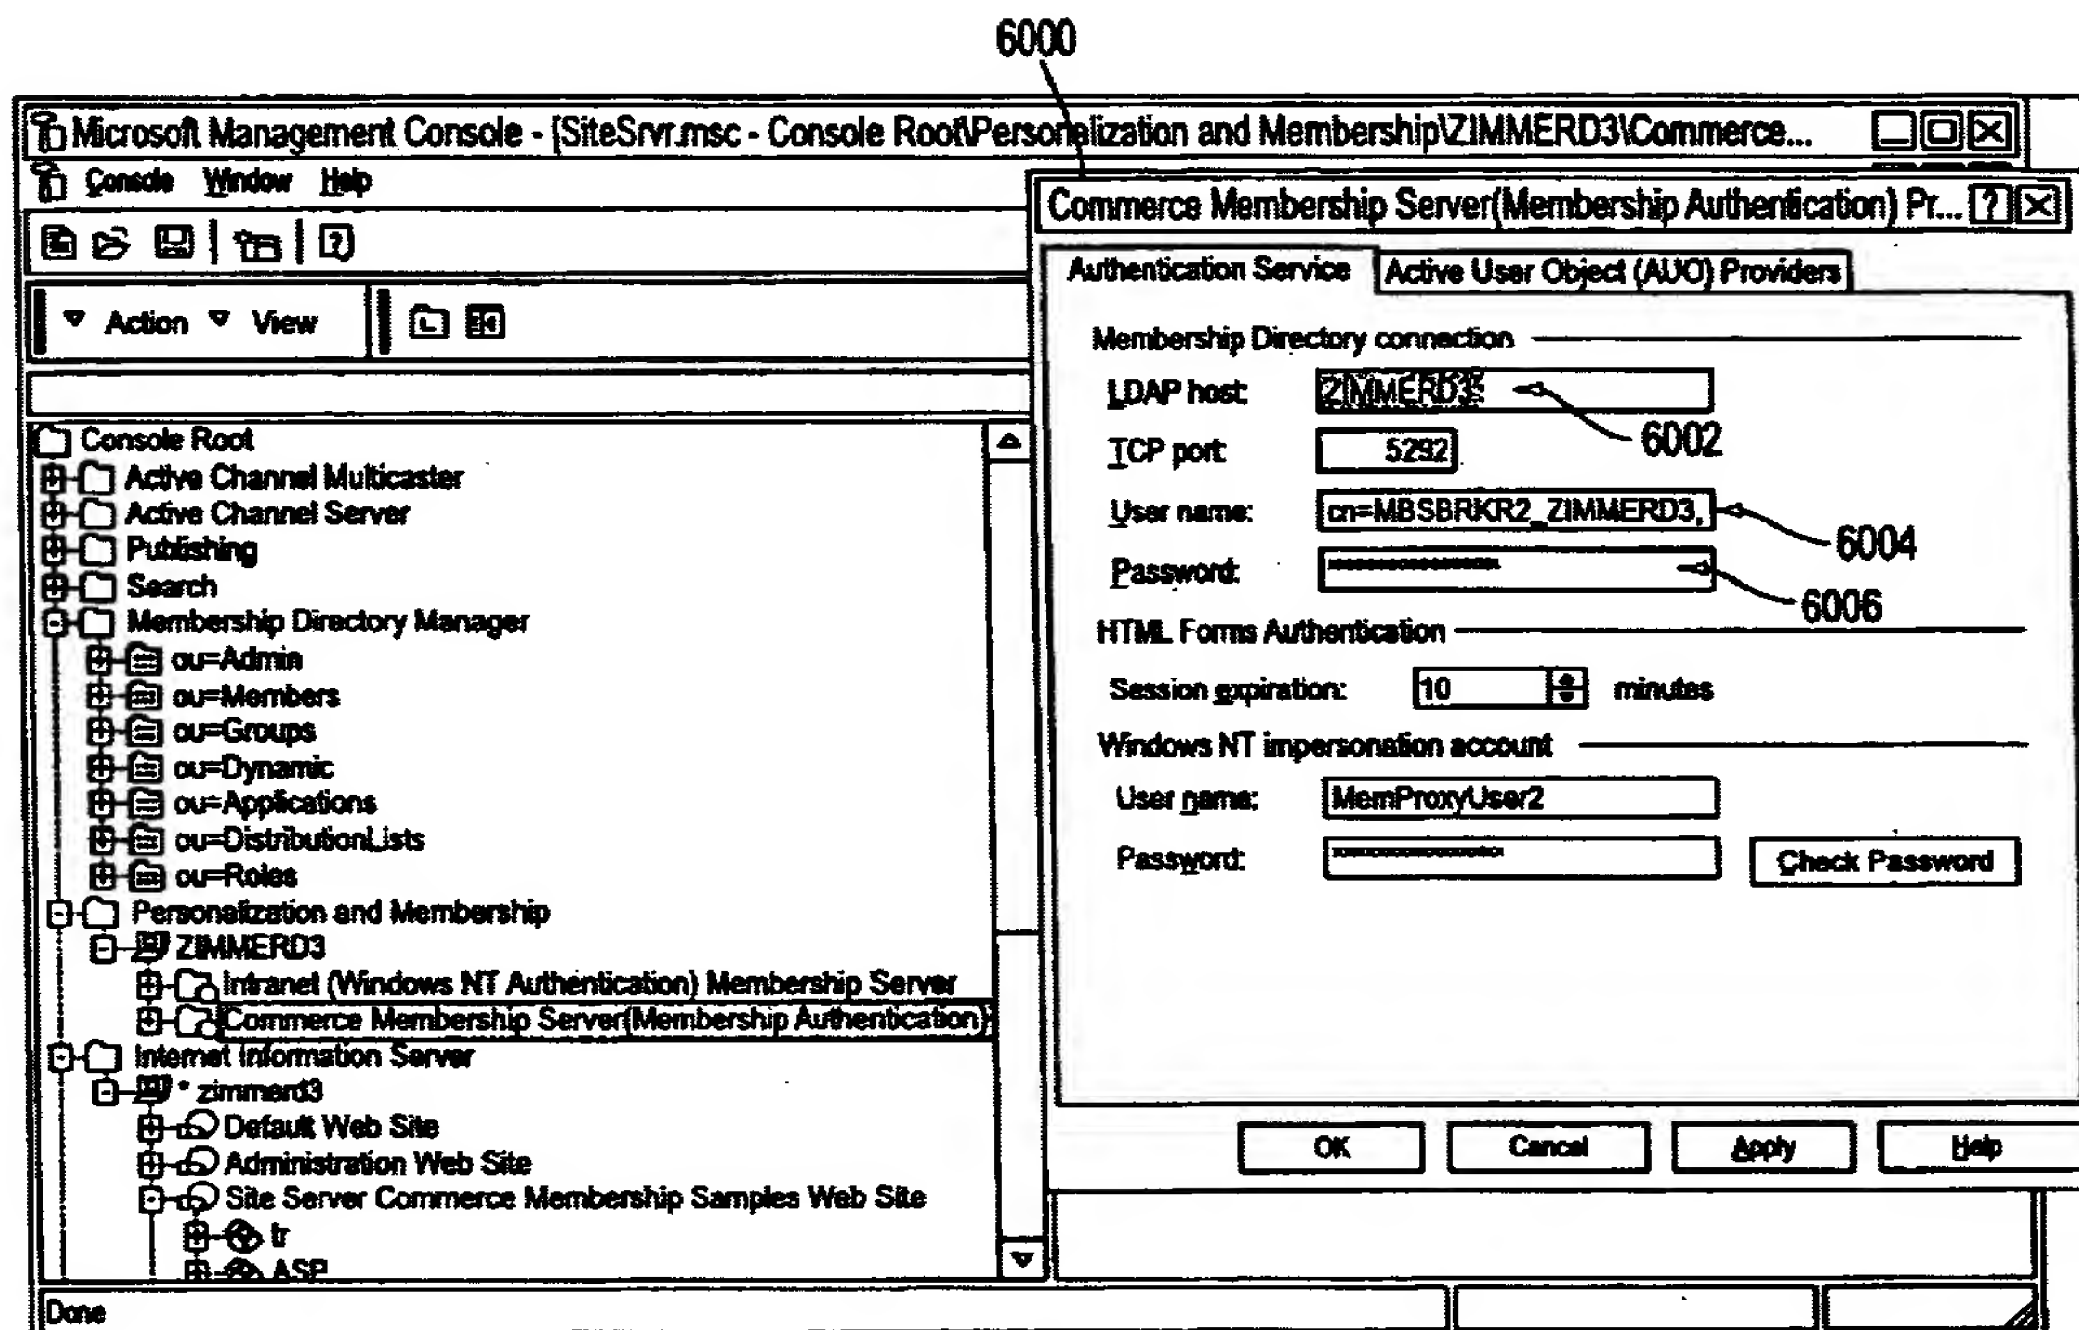 6000
Microsoft Management Console - [SiteSrvr.msc - Console Root\Personalization and Membership\ZIMMERD3\Commerce...
Console Window Help
Action View
Console Root
Active Channel Multicaster
Active Channel Server
Publishing
Search
Membership Directory Manager
ou=Admin
ou=Members
ou=Groups
ou=Dynamic
ou=Applications
ou=DistributionLists
ou=Roles
Personalization and Membership
ZIMMERD3
Intranet (Windows NT Authentication) Membership Server
Commerce Membership Server(Membership Authentication)
Internet Information Server
* zimmerd3
Default Web Site
Administration Web Site
Site Server Commerce Membership Samples Web Site
tr
ASP
Done
Commerce Membership Server(Membership Authentication) Pr... ?
Authentication Service Active User Object (AUO) Providers
Membership Directory connection
LDAP host: ZIMMERD3
6002
TCP port: 5292
User name: cn=MBSBRKR2_ZIMMERD3,
6004
Password:
6006
HTML Forms Authentication
Session expiration: 10 minutes
Windows NT impersonation account
User name: MemProxyUser2
Password: Check Password
OK Cancel Apply Help